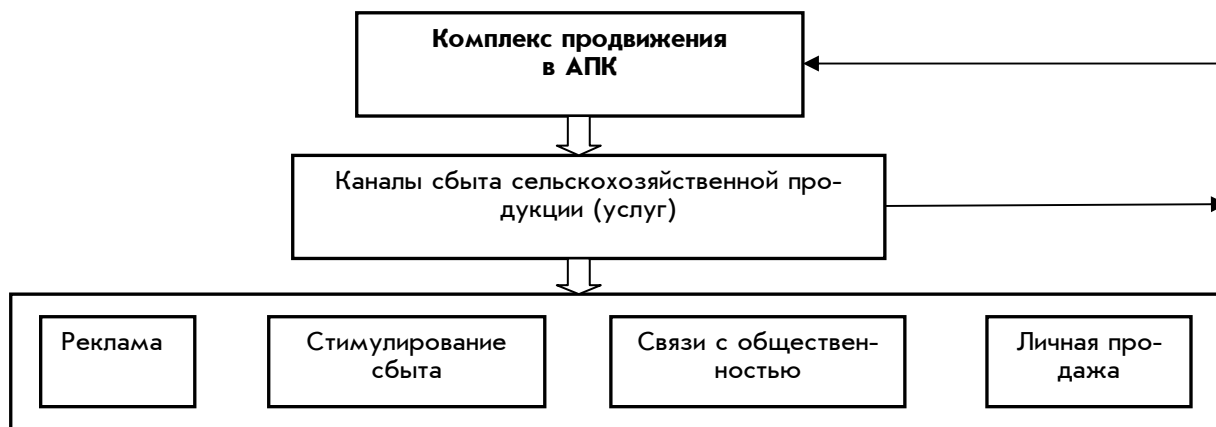 Комплекс продвижения
в АПК
Каналы сбыта сельскохозяйственной про-
дукции (услуг)
Реклама
Стимулирование
сбыта
Связи с обществен-
ностью
Личная про-
дажа